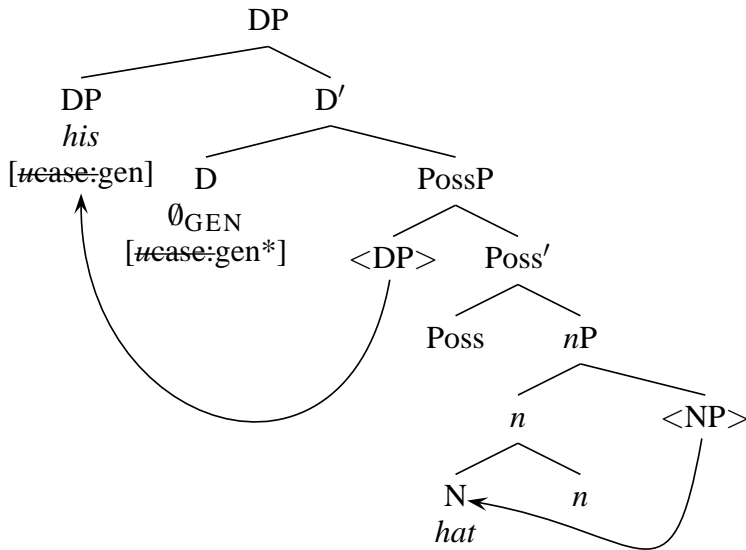 DP
DP D′
his
[ucase:gen] D PossP
∅GEN
[ucase:gen*] <DP> Poss′
Poss nP
n <NP>
N n
hat